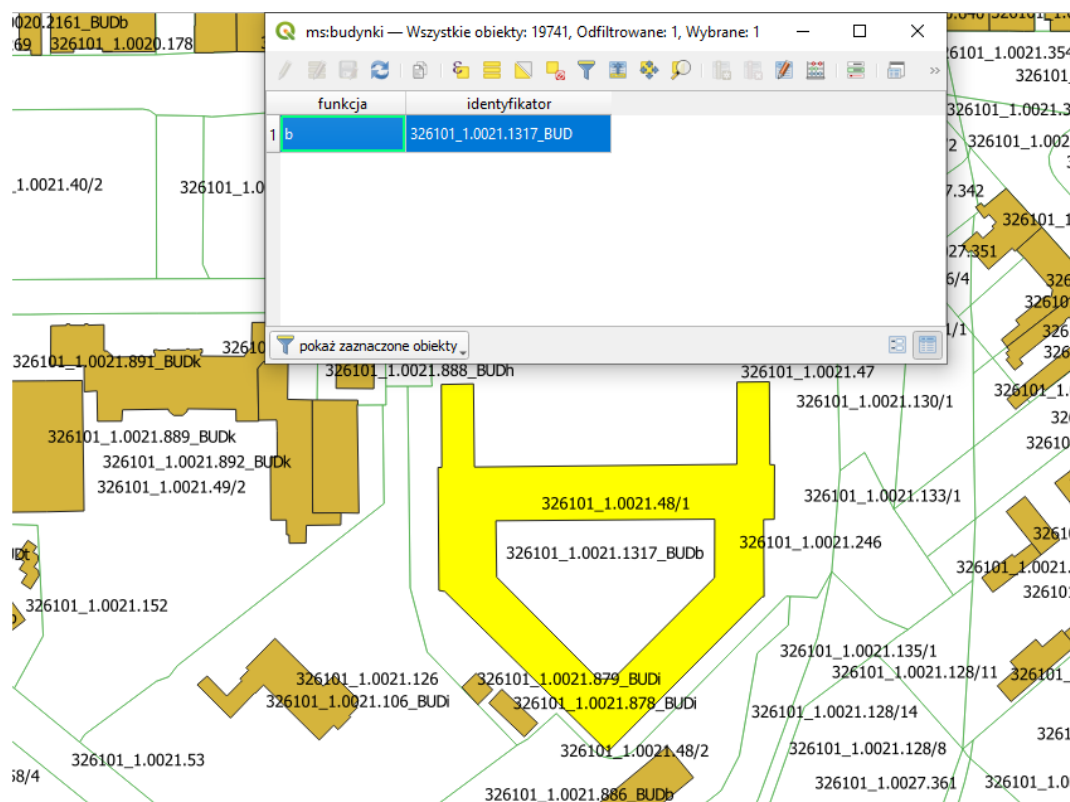 0020.2161_BUDb
326101_1.0020.178
ms:budynki — Wszystkie obiekty: 19741, Odfiltrowane: 1, Wybrane: 1
funkcja identyfikator
1 b 326101_1.0021.1317_BUD
pokaż zaznaczone obiekty
_1.0021.40/2
326101_1.0
326101_1.0021.891_BUDk
326101_1.0021.888_BUDh
326101_1.0021.47
326101_1.0021.130/1
326101_1.0021.889_BUDk
326101_1.0021.892_BUDk
326101_1.0021.49/2
326101_1.0021.48/1
326101_1.0021.133/1
326101_1.0021.1317_BUDb
326101_1.0021.246
326101_1.0021.152
326101_1.0021.135/1
326101_1.0021.126
326101_1.0021.879_BUDi
326101_1.0021.128/11
326101_1.0021.106_BUDi
326101_1.0021.878_BUDi
326101_1.0021.128/14
326101_1.0021.48/2
326101_1.0021.128/8
326101_1.0021.53
326101_1.0027.361
326101_1.0021.886_BUDb